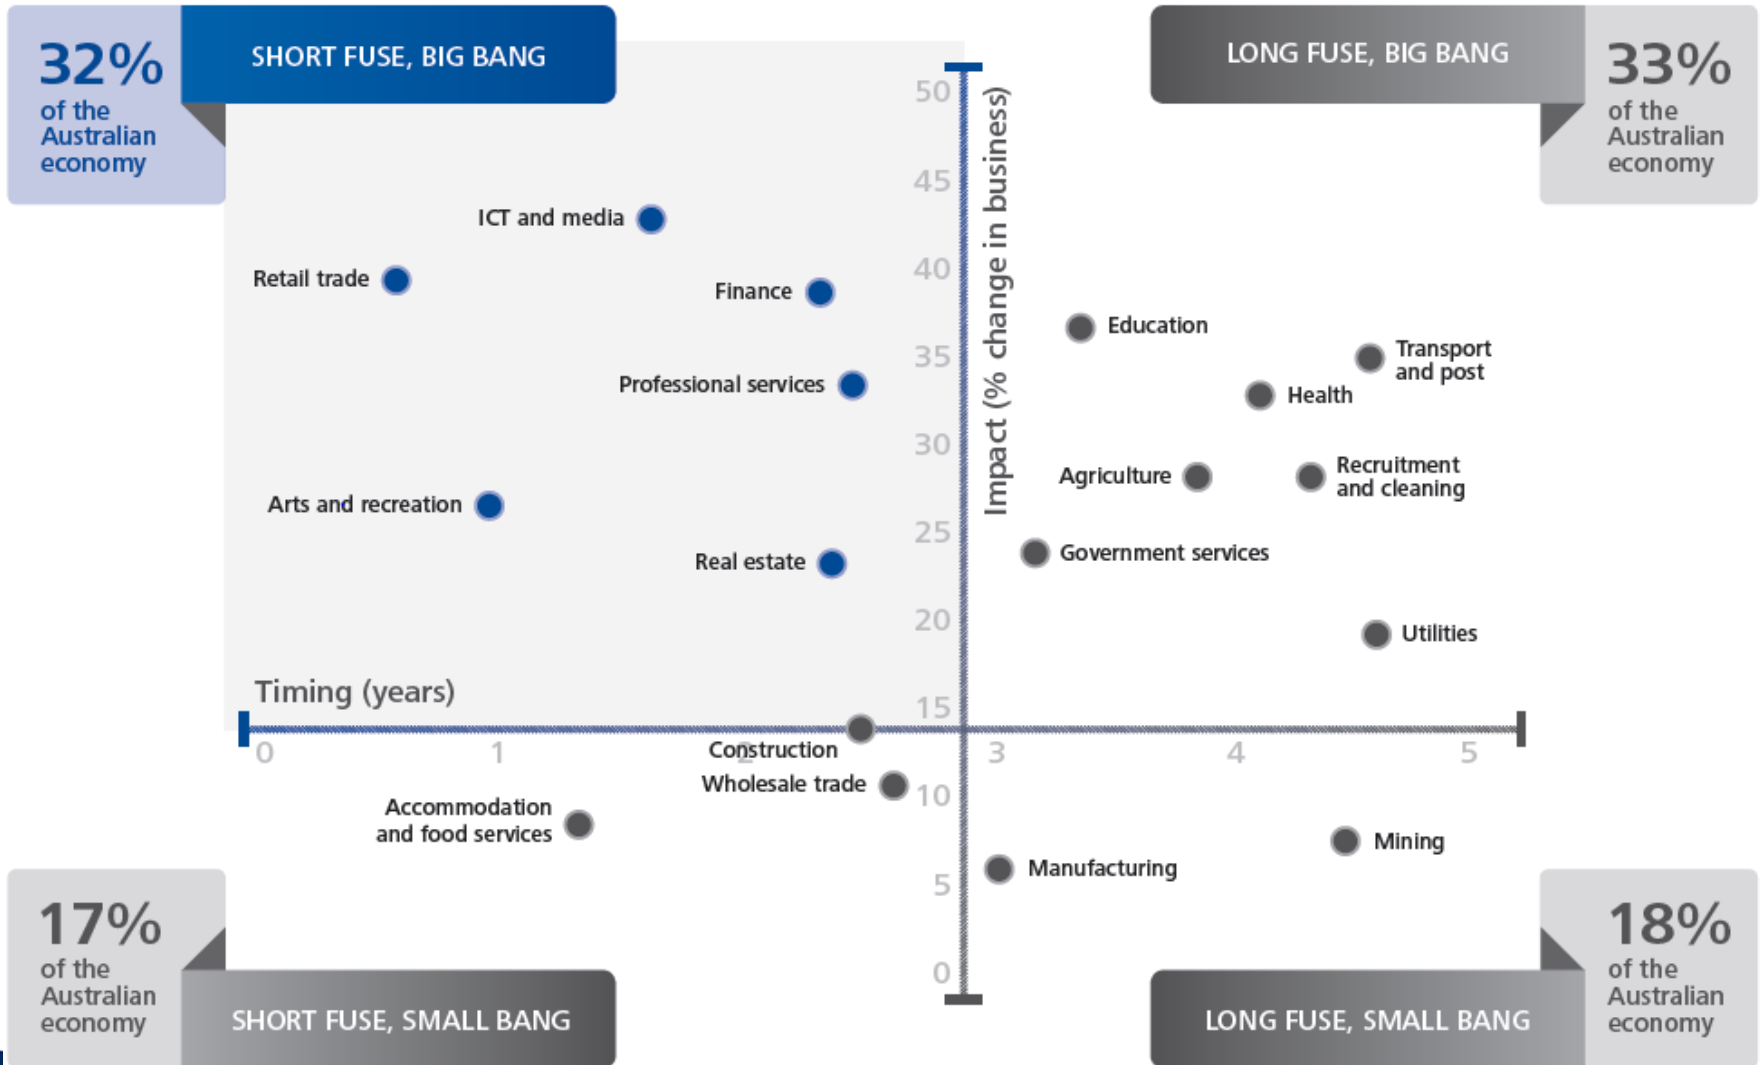 32%
of the
Australian
economy
SHORT FUSE, BIG BANG
LONG FUSE, BIG BANG
33%
of the
Australian
economy
Impact (% change in business)
50
45
40
35
30
25
20
15
10
5
0
ICT and media
Retail trade
Finance
Professional services
Arts and recreation
Real estate
Education
Transport
and post
Health
Agriculture
Recruitment
and cleaning
Government services
Utilities
Timing (years)
0 1 2 3 4 5
Construction
Wholesale trade
Accommodation
and food services
Mining
Manufacturing
17%
of the
Australian
economy
SHORT FUSE, SMALL BANG
LONG FUSE, SMALL BANG
18%
of the
Australian
economy